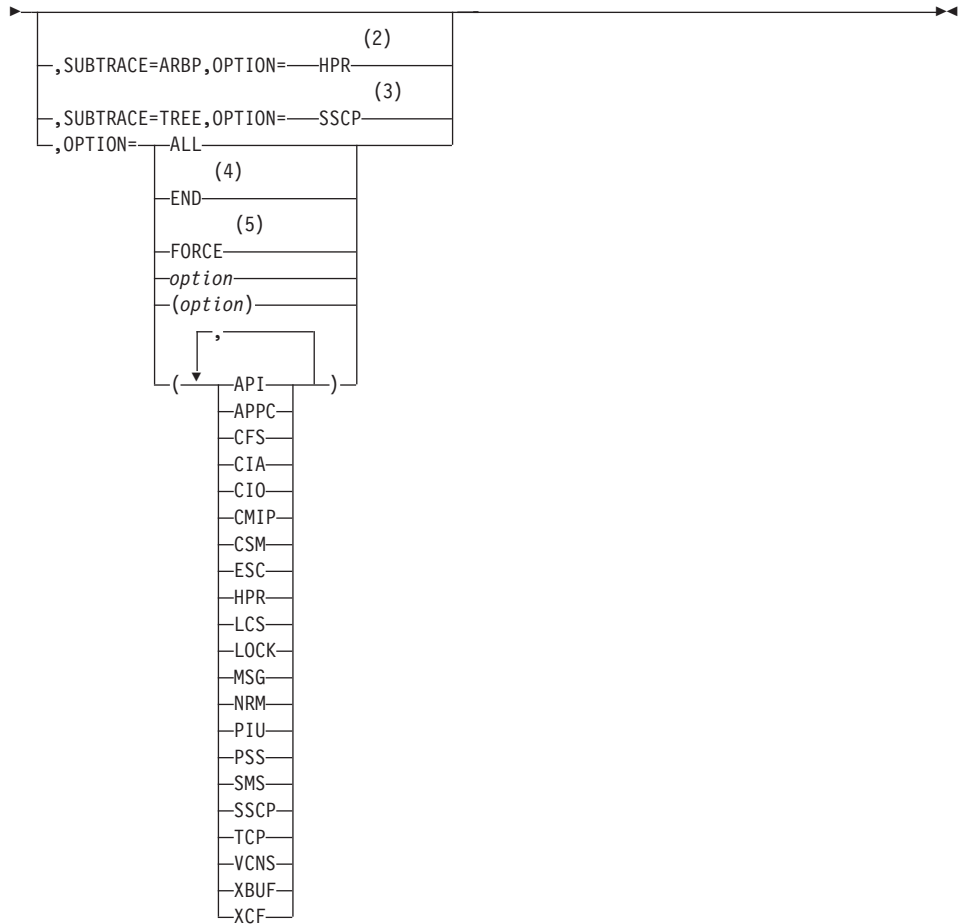 (2)
,SUBTRACE=ARBP,OPTION= HPR
(3)
,SUBTRACE=TREE,OPTION= SSCP
,OPTION= ALL
(4)
END
(5)
FORCE
option
(option)
,
( API )
APPC
CFS
CIA
CIO
CMIP
CSM
ESC
HPR
LCS
LOCK
MSG
NRM
PIU
PSS
SMS
SSCP
TCP
VCNS
XBUF
XCF